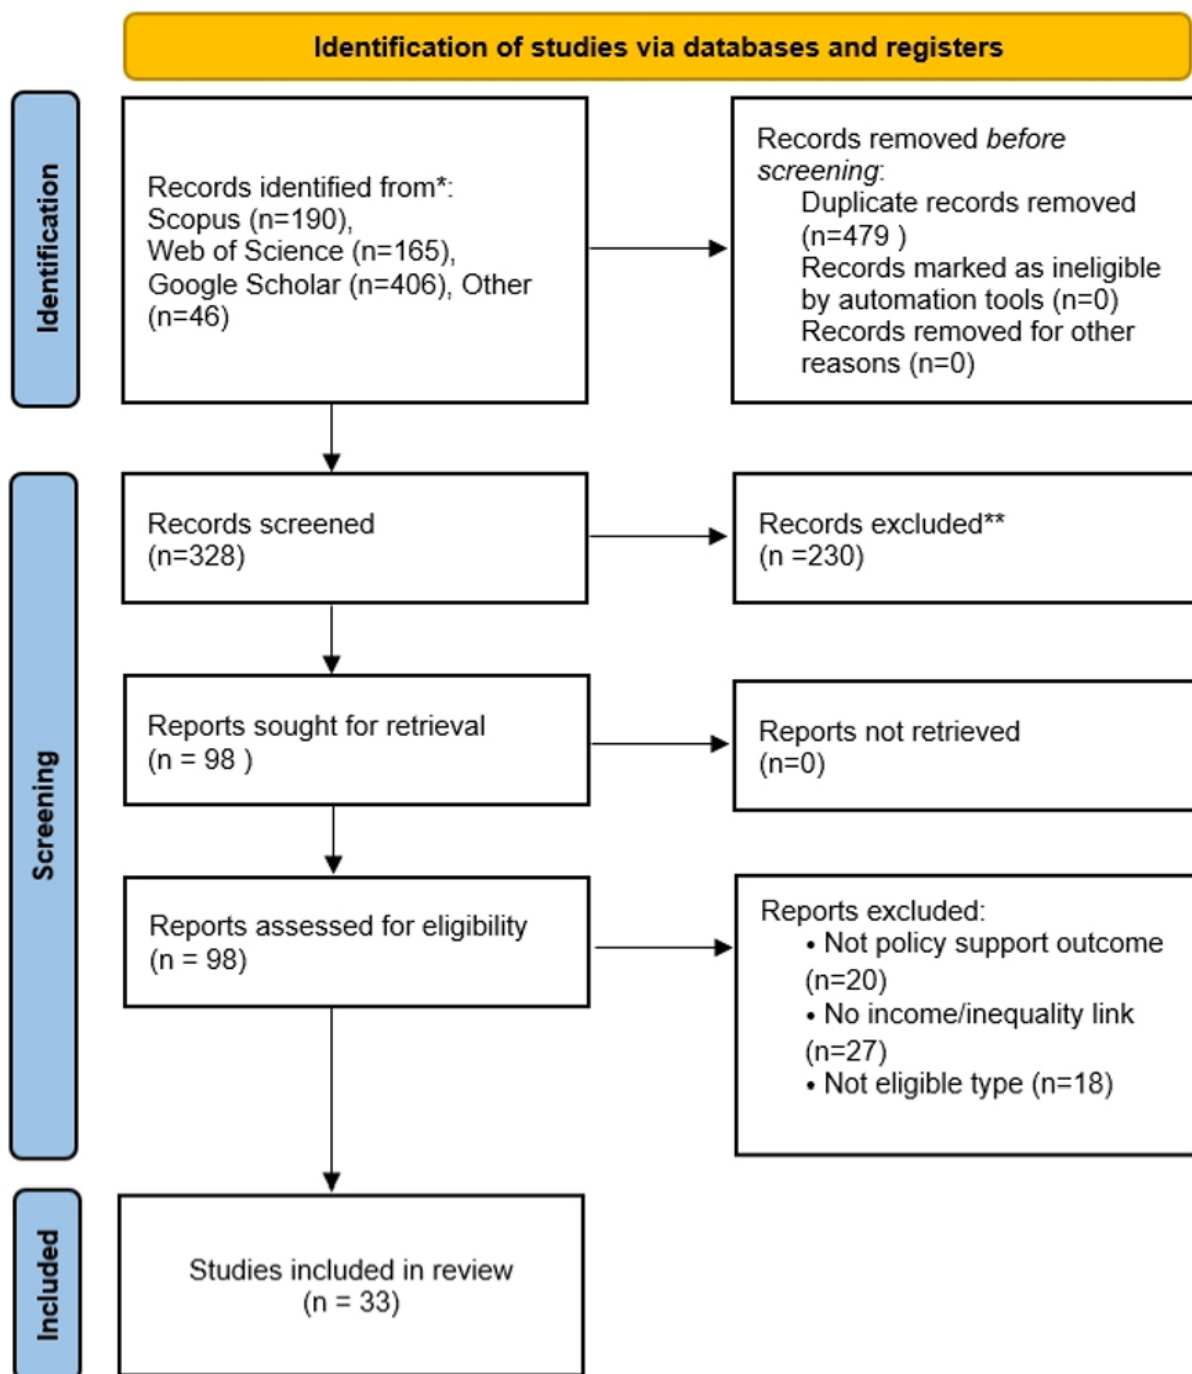 Identification of studies via databases and registers
Identification
Records identified from*:
Scopus (n=190),
Web of Science (n=165),
Google Scholar (n=406), Other
(n=46)
Records removed before
screening:
Duplicate records removed
(n=479 )
Records marked as ineligible
by automation tools (n=0)
Records removed for other
reasons (n=0)
Screening
Records screened
(n=328)
Records excluded**
(n =230)
Reports sought for retrieval
(n = 98 )
Reports not retrieved
(n=0)
Reports assessed for eligibility
(n = 98)
Reports excluded:
• Not policy support outcome
(n=20)
• No income/inequality link
(n=27)
• Not eligible type (n=18)
Included
Studies included in review
(n = 33)